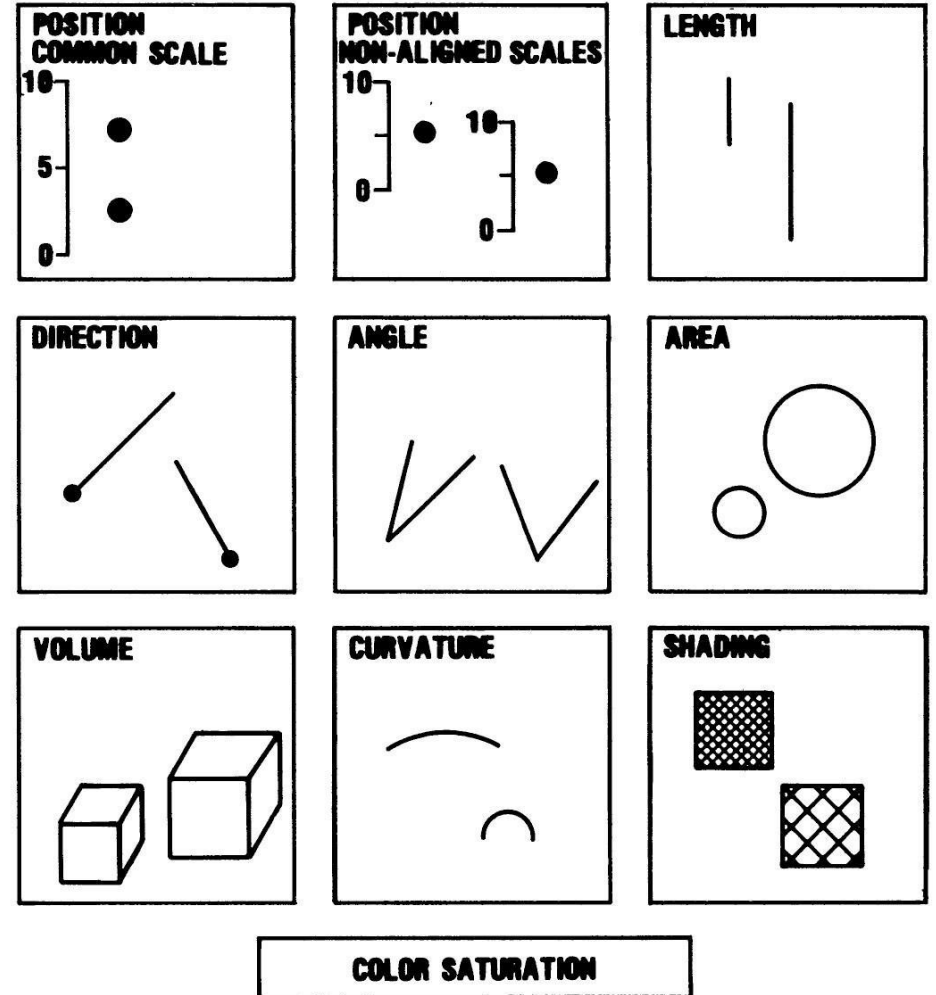 POSITION
COMMON SCALE
10
5
0
POSITION
NON-ALIGNED SCALES
10
0
10
0
LENGTH
DIRECTION
ANGLE
AREA
VOLUME
CURVATURE
SHADING
COLOR SATURATION